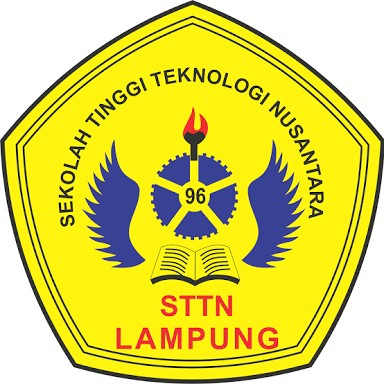 SEKOLAH TINGGI TEKNOLOGI NUSANTARA
96
STTN
LAMPUNG